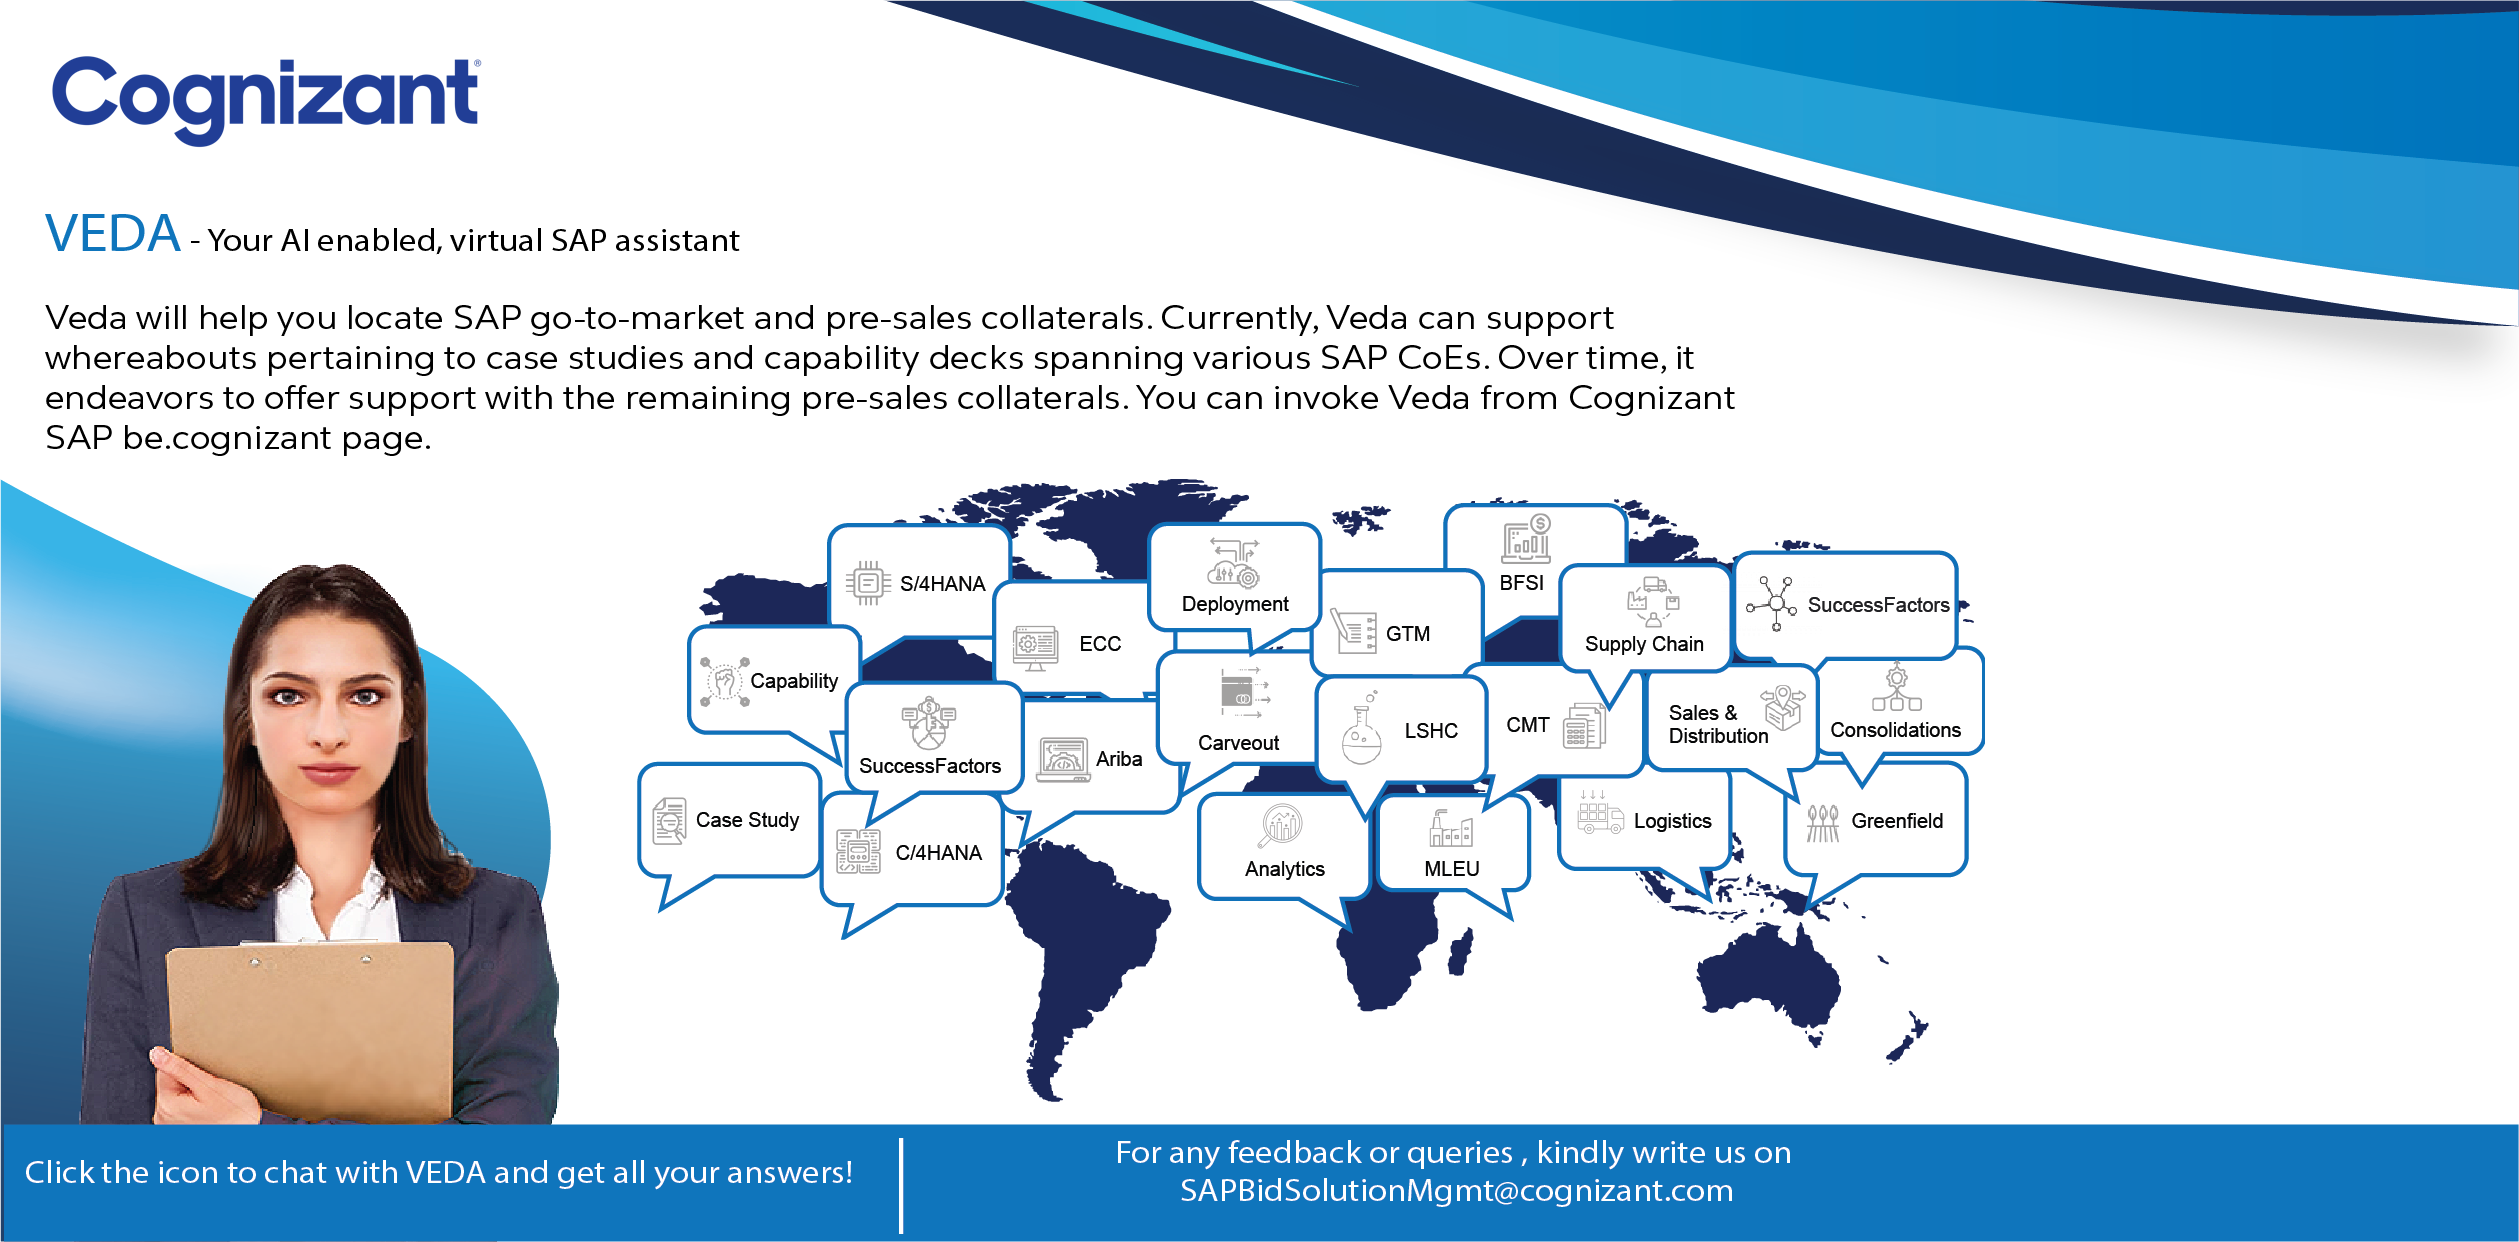 Cognizant®
VEDA - Your AI enabled, virtual SAP assistant
Veda will help you locate SAP go-to-market and pre-sales collaterals. Currently, Veda can support
whereabouts pertaining to case studies and capability decks spanning various SAP CoEs. Over time, it
endeavors to offer support with the remaining pre-sales collaterals. You can invoke Veda from Cognizant
SAP be.cognizant page.
S/4HANA
Deployment
BFSI
ECC
GTM
Supply Chain
SuccessFactors
Capability
SuccessFactors
Ariba
Carveout
LSHC
CMT
Sales &
Distribution
Consolidations
Case Study
C/4HANA
Analytics
MLEU
Logistics
Greenfield
Click the icon to chat with VEDA and get all your answers!
For any feedback or queries , kindly write us on
SAPBidSolutionMgmt@cognizant.com